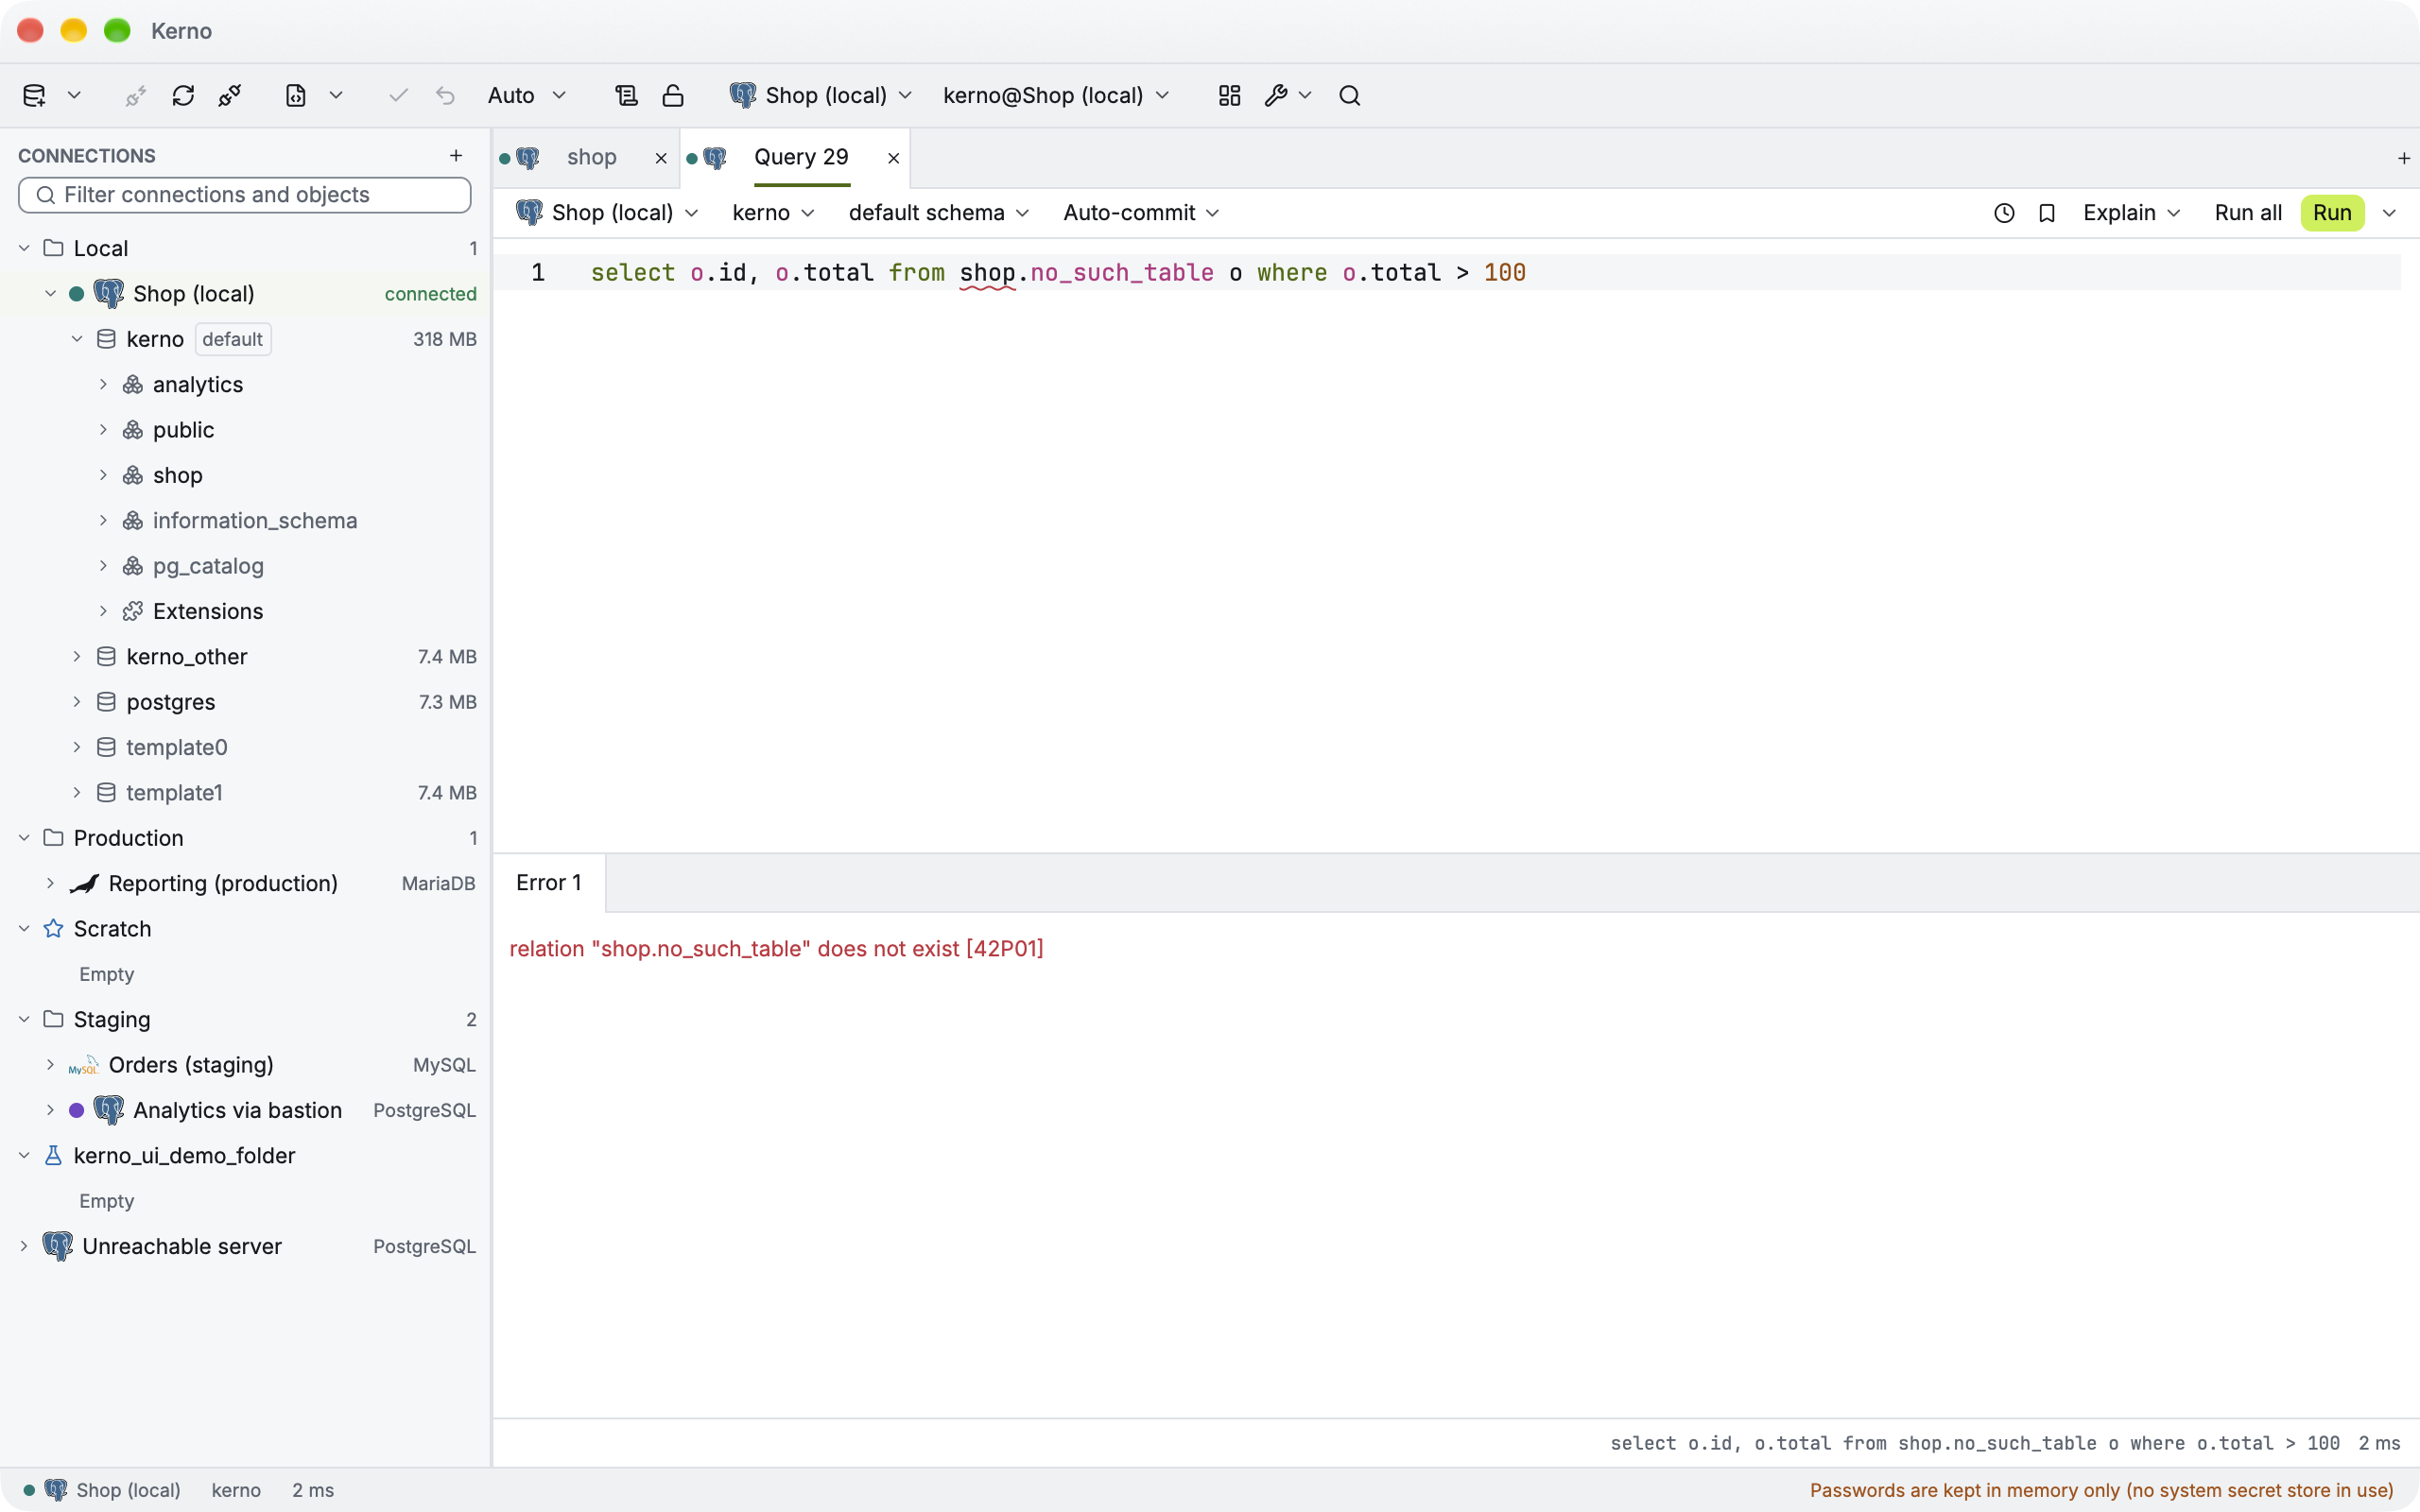 Kerno
Auto
Shop (local)
kerno@Shop (local)
CONNECTIONS
Filter connections and objects
Local 1
Shop (local) connected
kerno default 318 MB
analytics
public
shop
information_schema
pg_catalog
Extensions
kerno_other 7.4 MB
postgres 7.3 MB
template0
template1 7.4 MB
Production 1
Reporting (production) MariaDB
Scratch
Empty
Staging 2
MySQL Orders (staging) MySQL
Analytics via bastion PostgreSQL
kerno_ui_demo_folder
Empty
Unreachable server PostgreSQL
shop
Query 29
Shop (local) kerno default schema Auto-commit Explain Run all Run
1 select o.id, o.total from shop.no_such_table o where o.total > 100
Error 1
relation "shop.no_such_table" does not exist [42P01]
select o.id, o.total from shop.no_such_table o where o.total > 100 2 ms
Shop (local) kerno 2 ms
Passwords are kept in memory only (no system secret store in use)